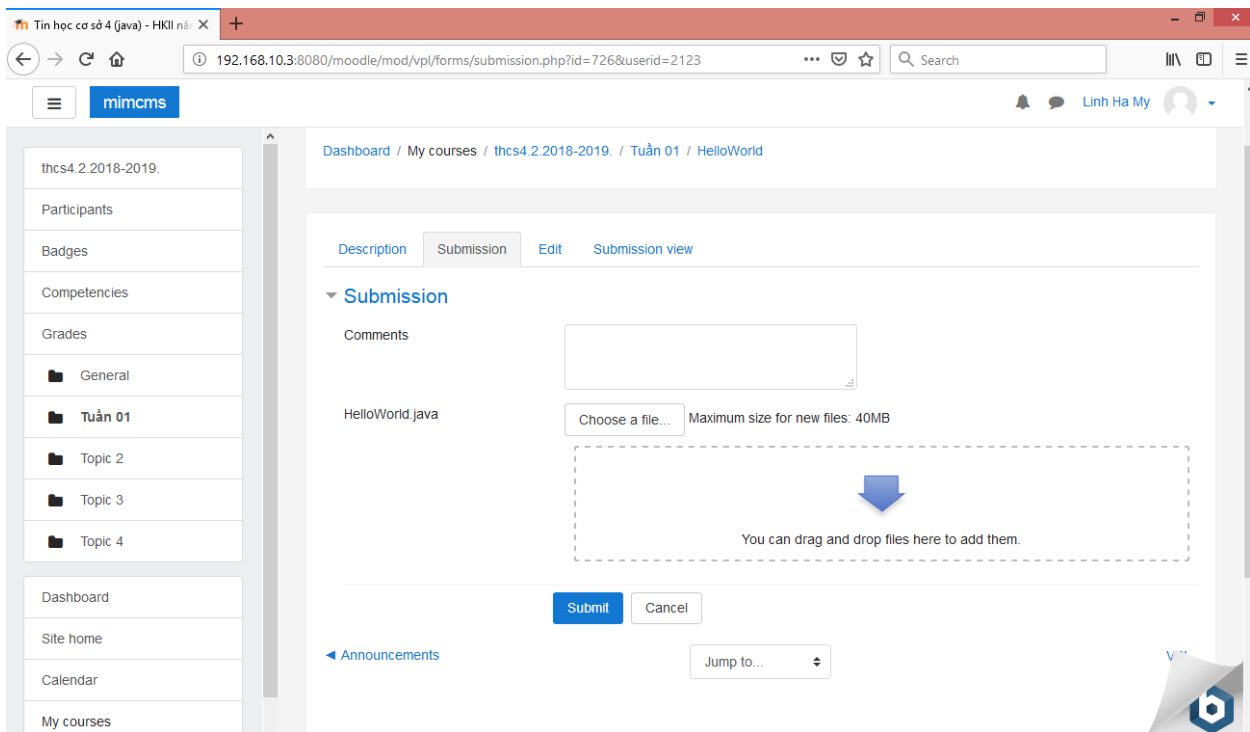 Tin học cơ sở 4 (java) - HKII nă
192.168.10.3:8080/moodle/mod/vpl/forms/submission.php?id=726&userid=2123
Search
mimcms
Linh Ha My
thcs4.2.2018-2019.
Participants
Badges
Competencies
Grades
General
Tuần 01
Topic 2
Topic 3
Topic 4
Dashboard
Site home
Calendar
My courses
Dashboard / My courses / thcs4.2.2018-2019. / Tuần 01 / HelloWorld
Description Submission Edit Submission view
Submission
Comments
HelloWorld.java
Choose a file... Maximum size for new files: 40MB
You can drag and drop files here to add them.
Submit Cancel
◄ Announcements
Jump to...